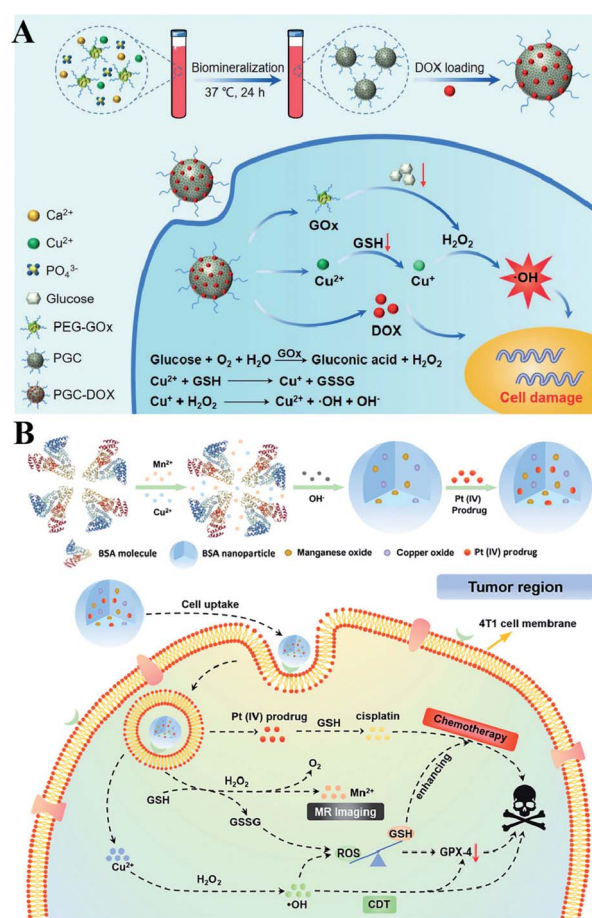 A
Biomineralization
37 ℃, 24 h
DOX loading
Ca²⁺
Cu²⁺
PO₄³⁻
Glucose
PEG-GOx
PGC
PGC-DOX
GOx
H₂O₂
GSH
Cu²⁺
Cu⁺
·OH
DOX
Glucose + O₂ + H₂O GOx→ Gluconic acid + H₂O₂
Cu²⁺ + GSH → Cu⁺ + GSSG
Cu⁺ + H₂O₂ → Cu²⁺ + ·OH + OH⁻
Cell damage
B
Mn²⁺
Cu²⁺
OH⁻
Pt (IV)
Prodrug
BSA molecule
BSA nanoparticle
Manganese oxide
Copper oxide
Pt (IV) prodrug
Tumor region
Cell uptake
4T1 cell membrane
Pt (IV) prodrug
GSH
cisplatin
Chemotherapy
O₂
H₂O₂
GSH
Mn²⁺
MR Imaging
enhancing
GSSG
GSH
ROS
GPX-4
Cu²⁺
H₂O₂
•OH
CDT